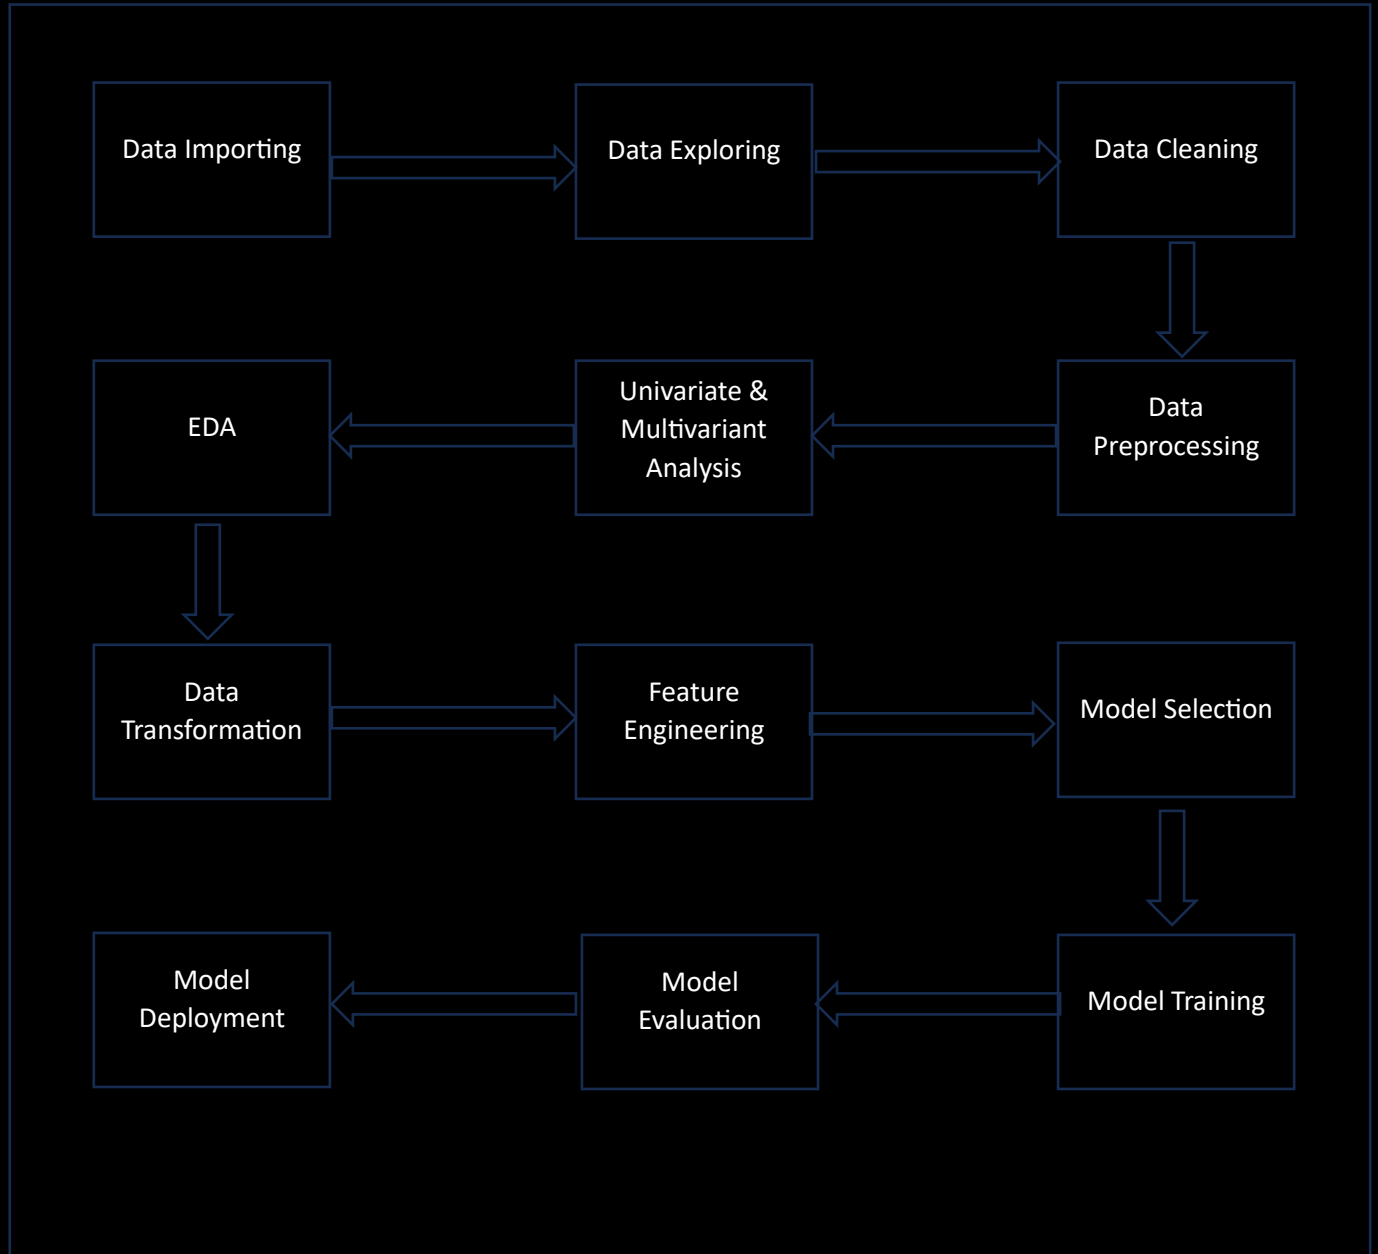 Data Importing
Data Exploring
Data Cleaning
EDA
Univariate &
Multivariant
Analysis
Data
Preprocessing
Data
Transformation
Feature
Engineering
Model Selection
Model
Deployment
Model
Evaluation
Model Training